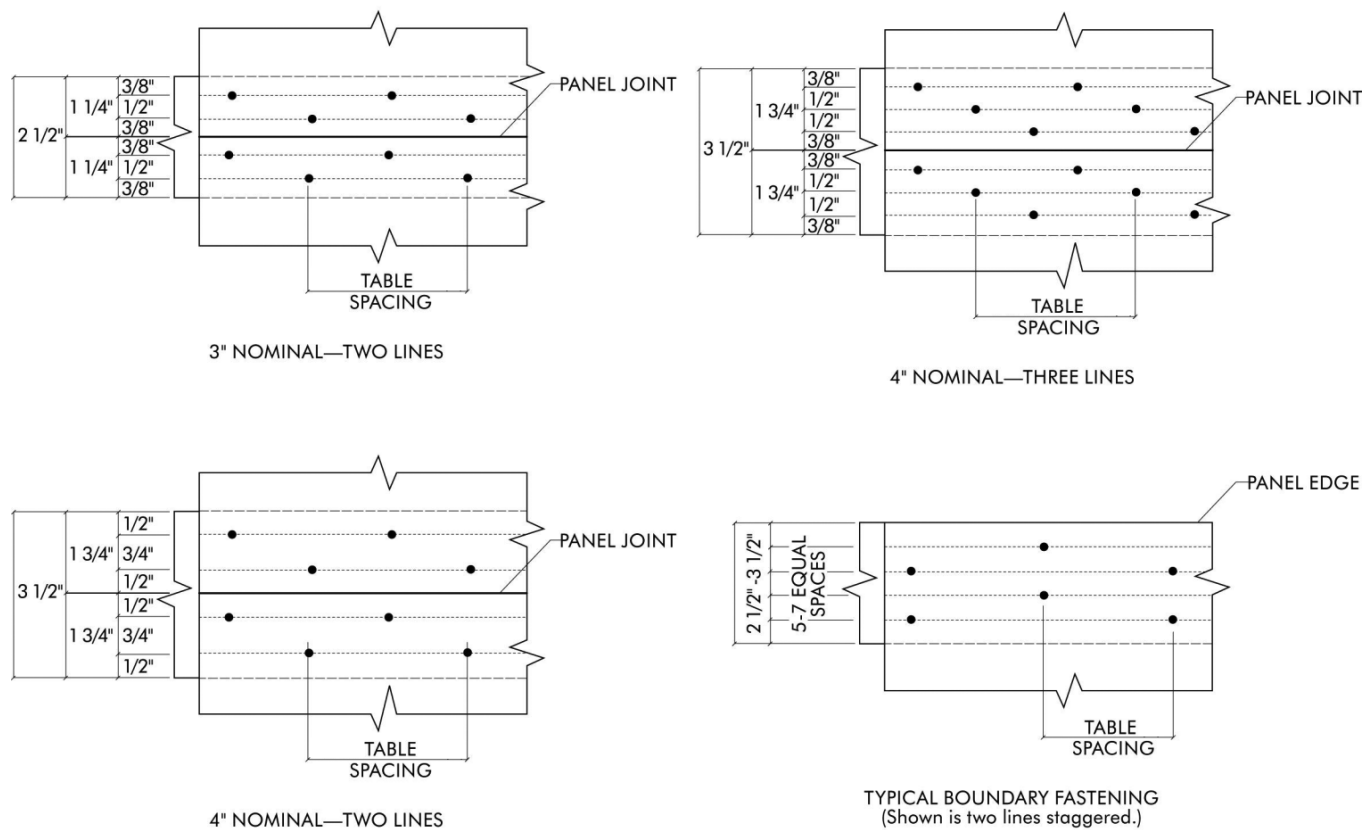 3/8"
1/2"
3/8"
3/8"
1/2"
3/8"
1 1/4"
1 1/4"
2 1/2"
PANEL JOINT
TABLE
SPACING
3" NOMINAL—TWO LINES
3/8"
1/2"
1/2"
3/8"
3/8"
1/2"
1/2"
3/8"
1 3/4"
1 3/4"
3 1/2"
PANEL JOINT
TABLE
SPACING
4" NOMINAL—THREE LINES
1/2"
3/4"
1/2"
1/2"
3/4"
1/2"
1 3/4"
1 3/4"
3 1/2"
PANEL JOINT
TABLE
SPACING
4" NOMINAL—TWO LINES
PANEL EDGE
2 1/2" -3 1/2"
5-7 EQUAL
SPACES
TABLE
SPACING
TYPICAL BOUNDARY FASTENING
(Shown is two lines staggered.)